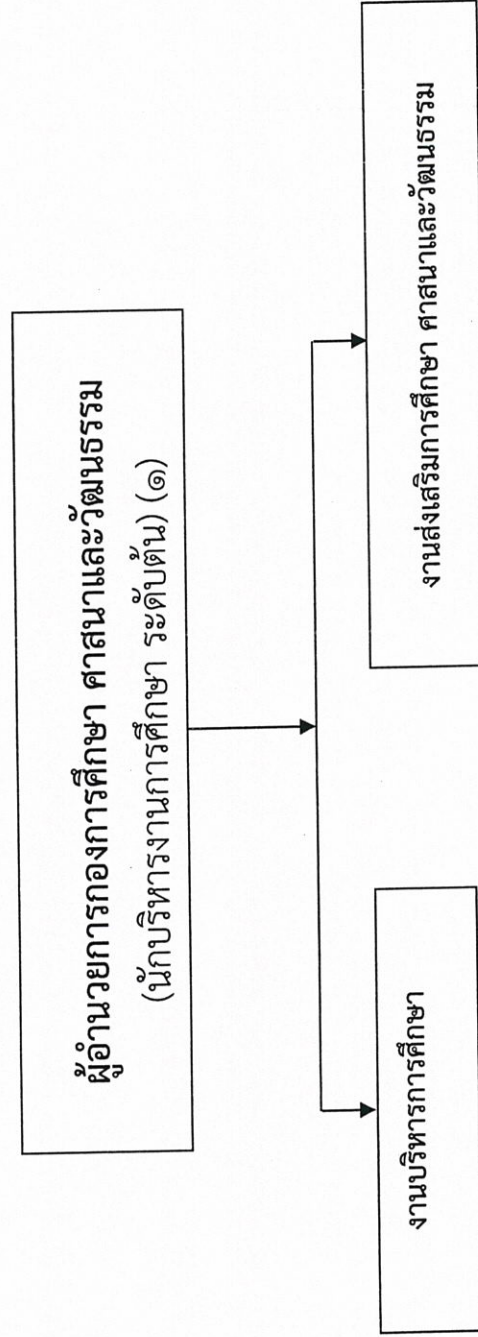 ผู้อำนวยการกองการศึกษา ศาสนาและวัฒนธรรม
(นักบริหารงานการศึกษา ระดับต้น) (๑)
งานบริหารการศึกษา
งานส่งเสริมการศึกษา ศาสนาและวัฒนธรรม